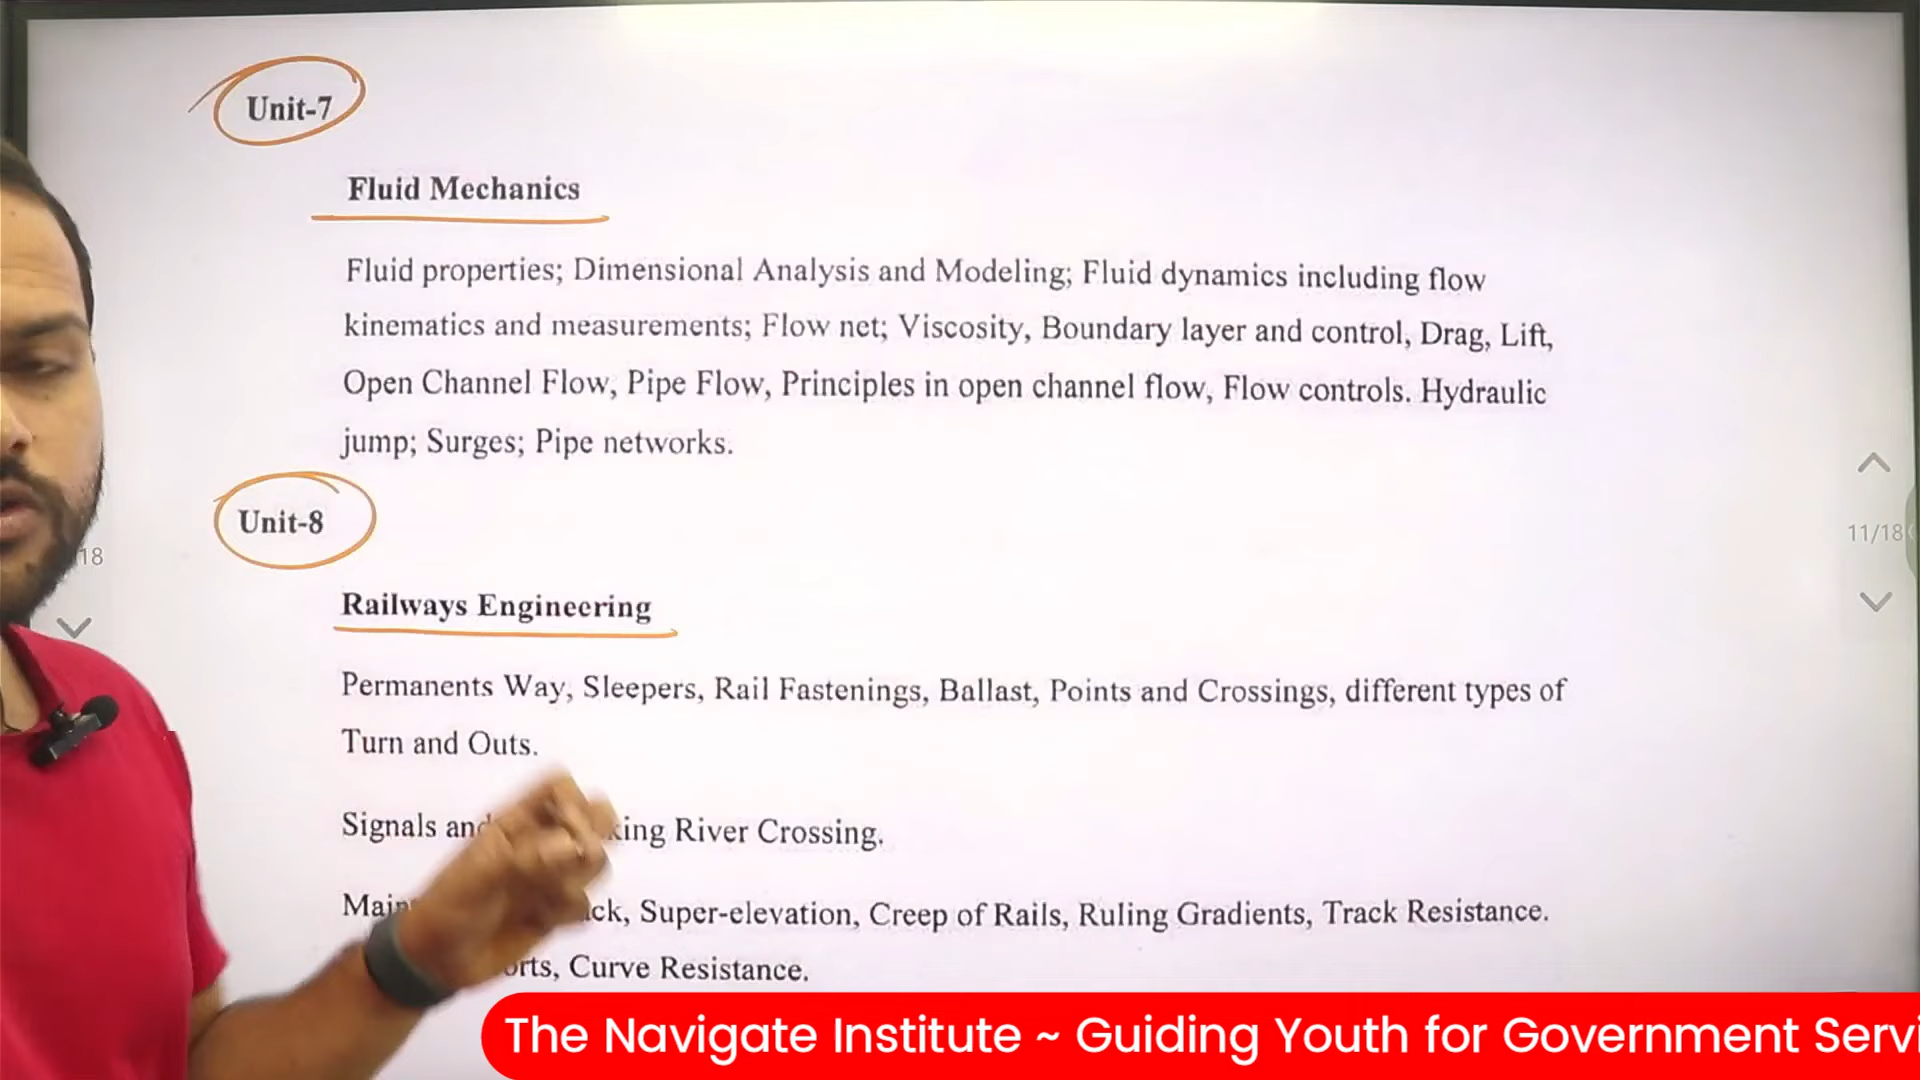 Unit-7
Fluid Mechanics
Fluid properties; Dimensional Analysis and Modeling; Fluid dynamics including flow
kinematics and measurements; Flow net; Viscosity, Boundary layer and control, Drag, Lift,
Open Channel Flow, Pipe Flow, Principles in open channel flow, Flow controls. Hydraulic
jump; Surges; Pipe networks.
Unit-8
18
11/18
Railways Engineering
Permanents Way, Sleepers, Rail Fastenings, Ballast, Points and Crossings, different types of
Turn and Outs.
Signals and king River Crossing.
ck, Super-elevation, Creep of Rails, Ruling Gradients, Track Resistance.
orts, Curve Resistance.
The Navigate Institute ~ Guiding Youth for Government Servi